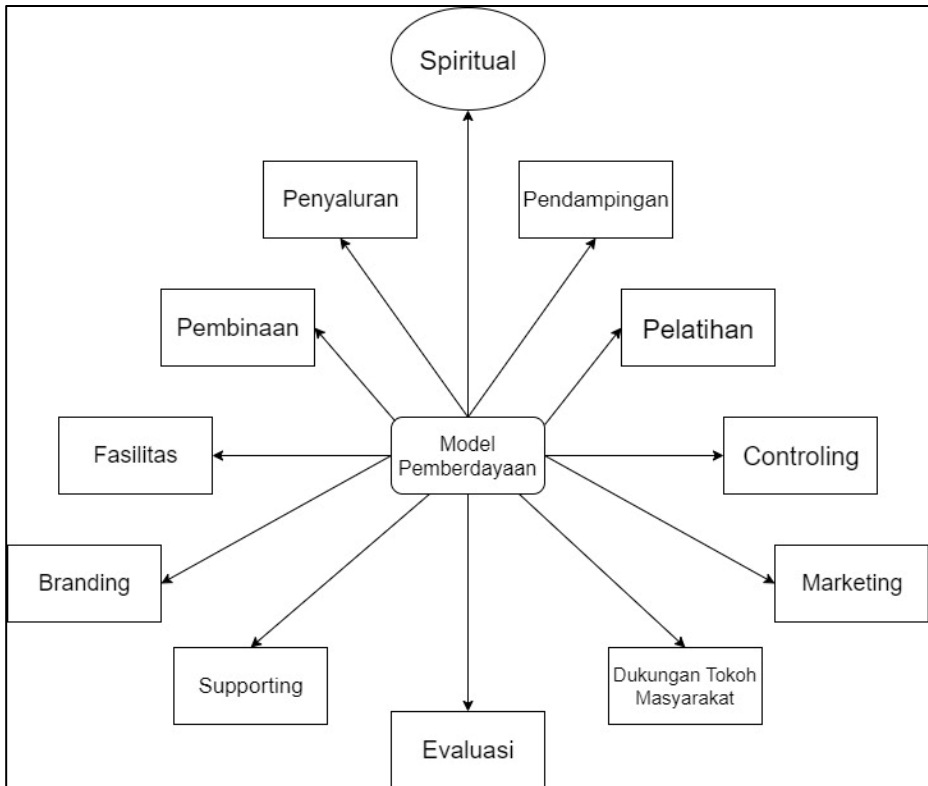 Spiritual
Penyaluran
Pendampingan
Pembinaan
Pelatihan
Model
Pemberdayaan
Fasilitas
Controling
Branding
Marketing
Supporting
Dukungan Tokoh
Masyarakat
Evaluasi